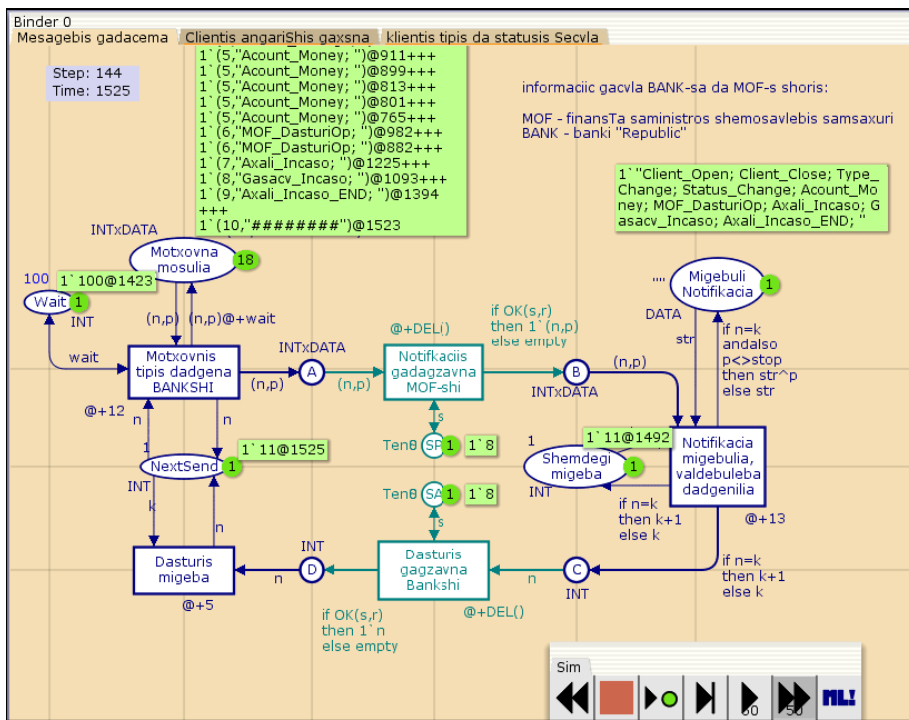 Binder 0
Mesagebis gadacema
Clientis angariShis gaxsna
klientis tipis da statusis Secvla
Step: 144
Time: 1525
1`(5,"Acount_Money; ")@911+++
1`(5,"Acount_Money; ")@899+++
1`(5,"Acount_Money; ")@813+++
1`(5,"Acount_Money; ")@801+++
1`(5,"Acount_Money; ")@765+++
1`(6,"MOF_DasturiOp; ")@982+++
1`(6,"MOF_DasturiOp; ")@882+++
1`(7,"Axali_Incaso; ")@1225+++
1`(8,"Gasacv_Incaso; ")@1093+++
1`(9,"Axali_Incaso_END; ")@1394
+++
1`(10,"########")@1523
informaciic gacvla BANK-sa da MOF-s shoris:
MOF - finansTa saministros shemosavlebis samsaxuri
BANK - banki "Republic"
1`"Client_Open; Client_Close; Type_
Change; Status_Change; Acount_Mo
ney; MOF_DasturiOp; Axali_Incaso; G
asacv_Incaso; Axali_Incaso_END; "
INTxDATA
Motxovna
mosulia
18
100
1`100@1423
Wait
1
INT
(n,p)
(n,p)@+wait
wait
Motxovnis
tipis dadgena
BANKSHI
@+12
(n,p)
INTxDATA
A
(n,p)
@+DEL()
Notifkaciis
gadagzavna
MOF-shi
if OK(s,r)
then 1`(n,p)
else empty
B
INTxDATA
(n,p)
""
Migebuli
Notifikacia
1
DATA
str
if n=k
andalso
p<>stop
then str^p
else str
n
n
1
NextSend
1
1`11@1525
INT
k
n
s
Ten0
SP
1
1`8
Ten0
SA
1
1`8
s
1
1`11@1492
Shemdegi
migeba
1
INT
if n=k
then k+1
else k
Notifikacia
migebulia,
valdebuleba
dadgenilia
@+13
if n=k
then k+1
else k
Dasturis
migeba
@+5
n
INT
D
if OK(s,r)
then 1`n
else empty
Dasturis
gagzavna
Bankshi
@+DEL()
n
C
INT
Sim
50
50
ML!